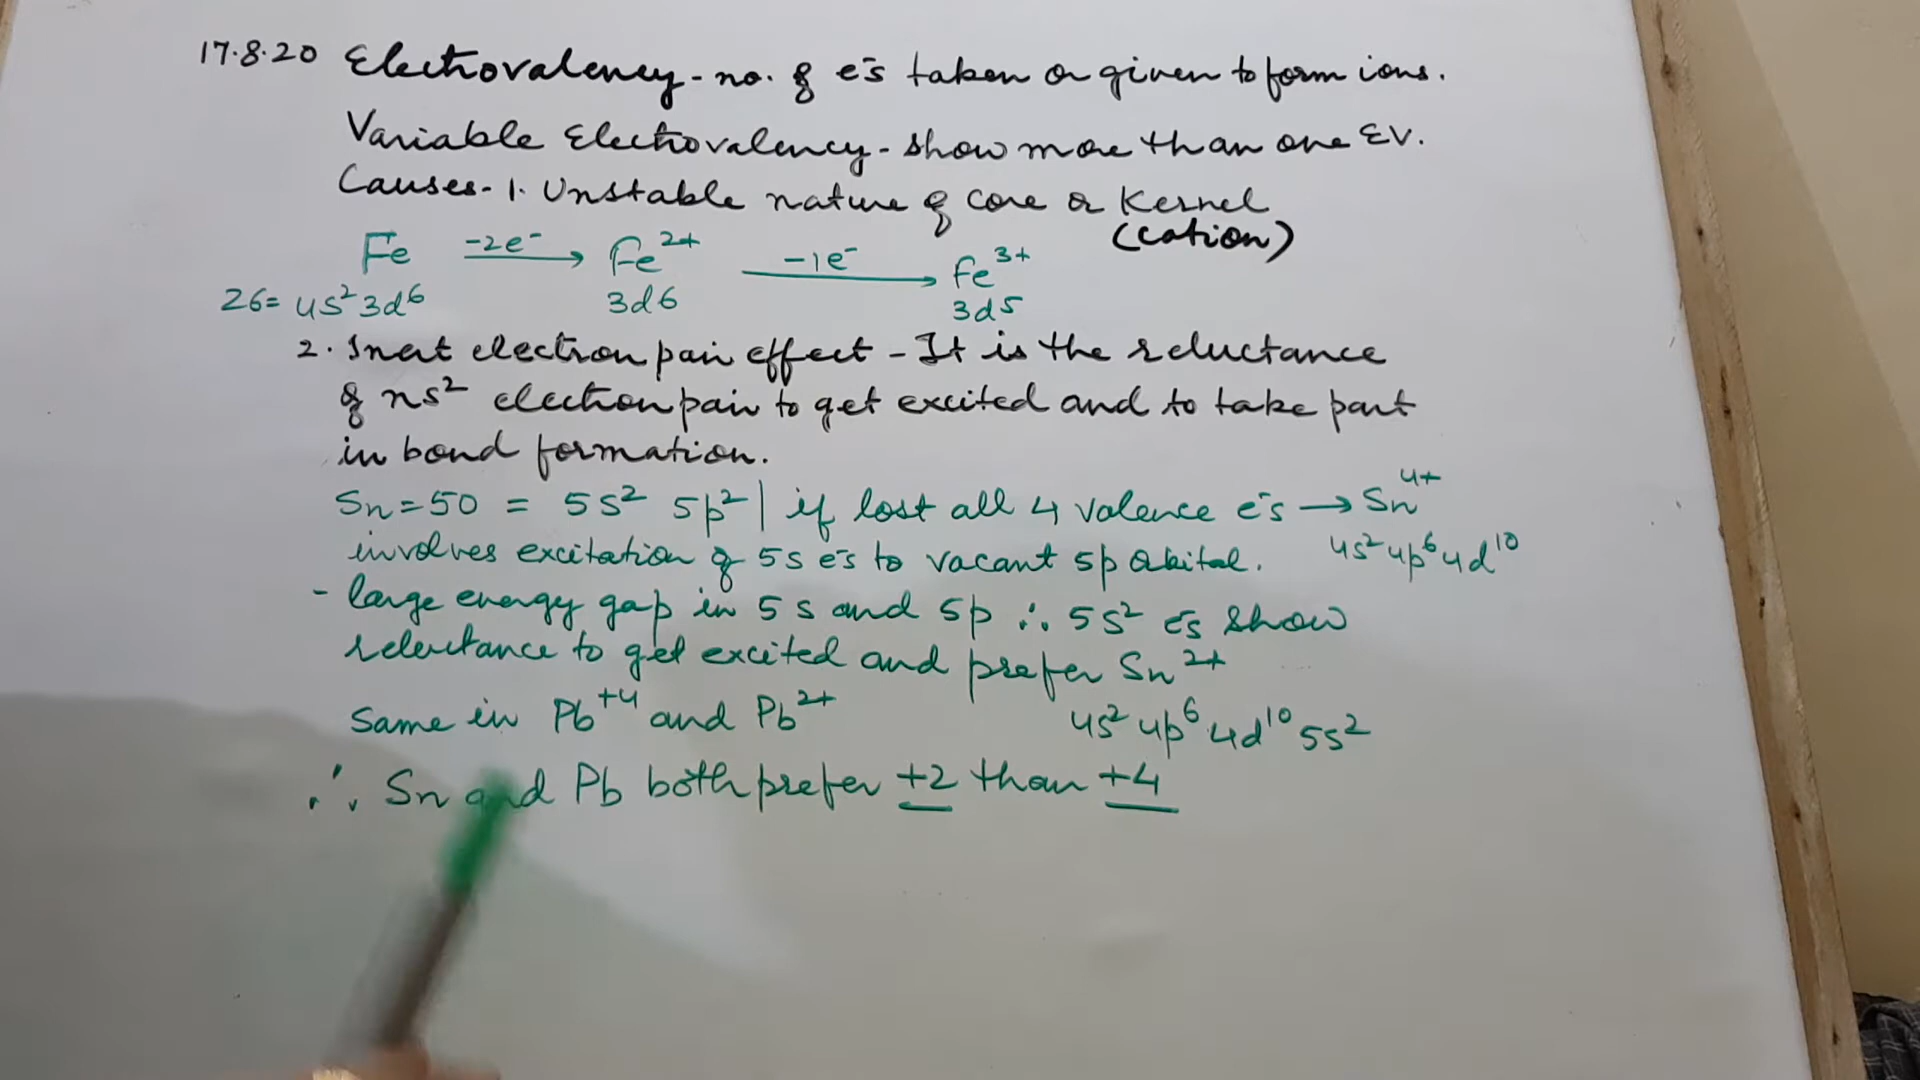 17.8.20 Electrovalency - no. of e⁻s taken or given to form ions.
Variable Electrovalency - show more than one EV.
Causes - 1. Unstable nature of core or Kernel
(cation)
Fe -2e⁻→ Fe²⁺ -1e⁻→ Fe³⁺
26= 4s² 3d⁶ 3d6 3d5
2. Inert electron pair effect - It is the reluctance
of ns² electron pair to get excited and to take part
in bond formation.
Sn = 50 = 5s² 5p² | if lost all 4 valence e⁻s → Sn⁴⁺
involves excitation of 5s e⁻s to vacant 5p orbital. 4s² 4p⁶ 4d¹⁰
- large energy gap in 5s and 5p ∴ 5s² e⁻s show
reluctance to get excited and prefer Sn²⁺
Same in Pb⁺⁴ and Pb²⁺ 4s² 4p⁶ 4d¹⁰ 5s²
∴ Sn and Pb both prefer +2 than +4